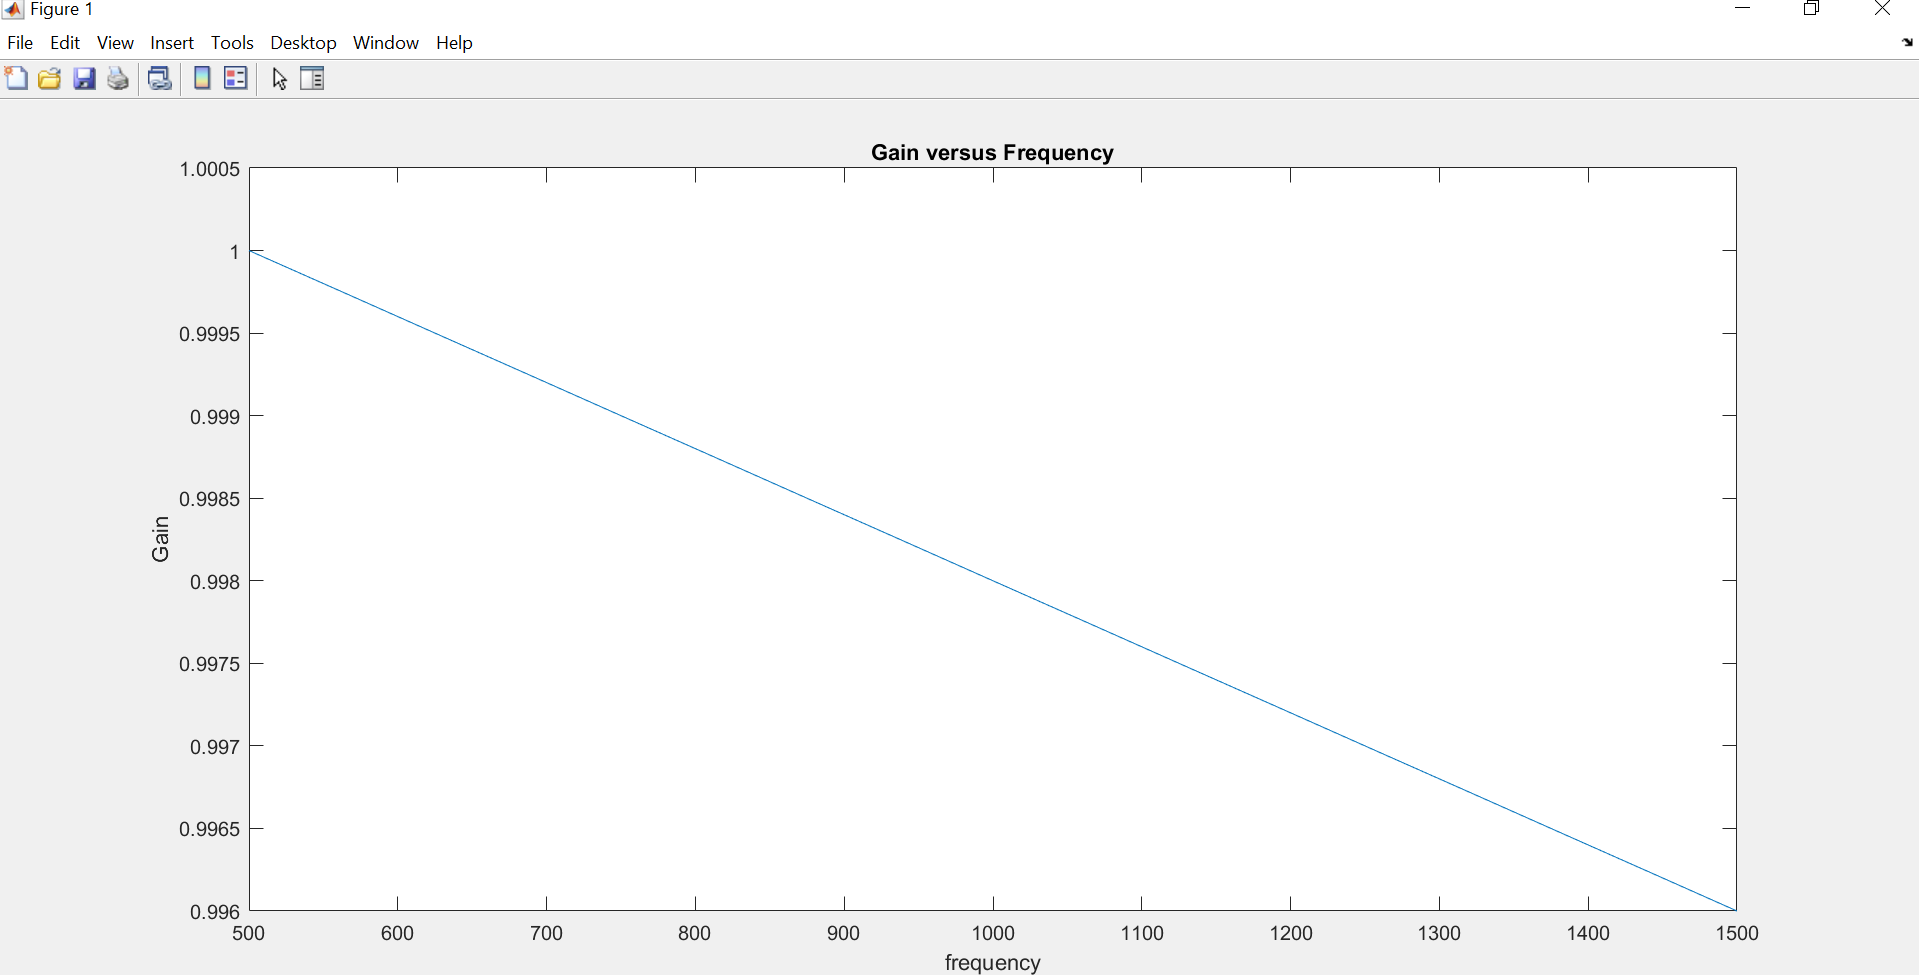 Figure 1
File Edit View Insert Tools Desktop Window Help
Gain versus Frequency
1.0005
1
0.9995
0.999
0.9985
Gain
0.998
0.9975
0.997
0.9965
0.996
500 600 700 800 900 1000 1100 1200 1300 1400 1500
frequency